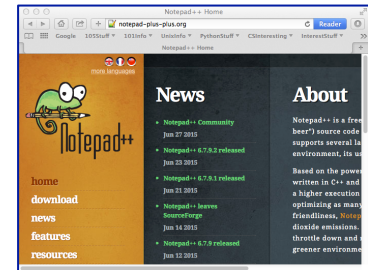 Notepad++ Home
notepad-plus-plus.org
Reader
Google 105Stuff 101Info UnixInfo PythonStuff CSInteresting InterestStuff
Notepad++ Home
more languages
Notepad++
home
download
news
features
resources
News
Notepad++ Community
Jun 27 2015
Notepad++ 6.7.9.2 released
Jun 23 2015
Notepad++ 6.7.9.1 released
Jun 21 2015
Notepad++ leaves
SourceForge
Jun 14 2015
Notepad++ 6.7.9 released
Jun 12 2015
About
Notepad++ is a free
beer") source code
supports several la
environment, its us
Based on the power
written in C++ and
a higher execution
optimizing as many
friendliness, Notep
dioxide emissions.
throttle down and r
greener environme